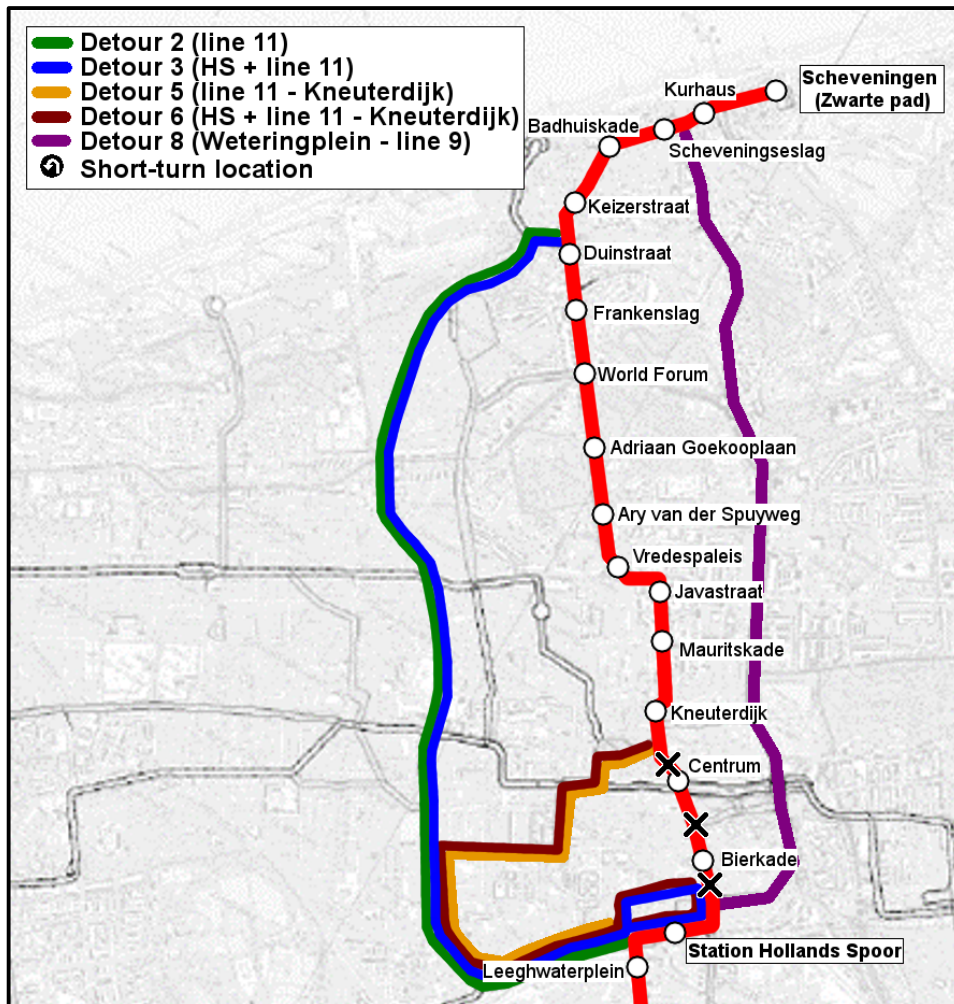 Detour 2 (line 11)
Detour 3 (HS + line 11)
Detour 5 (line 11 - Kneuterdijk)
Detour 6 (HS + line 11 - Kneuterdijk)
Detour 8 (Weteringplein - line 9)
Short-turn location
Scheveningen
(Zwarte pad)
Kurhaus
Badhuiskade
Scheveningseslag
Keizerstraat
Duinstraat
Frankenslag
World Forum
Adriaan Goekooplaan
Ary van der Spuyweg
Vredespaleis
Javastraat
Mauritskade
Kneuterdijk
Centrum
Bierkade
Station Hollands Spoor
Leeghwaterplein